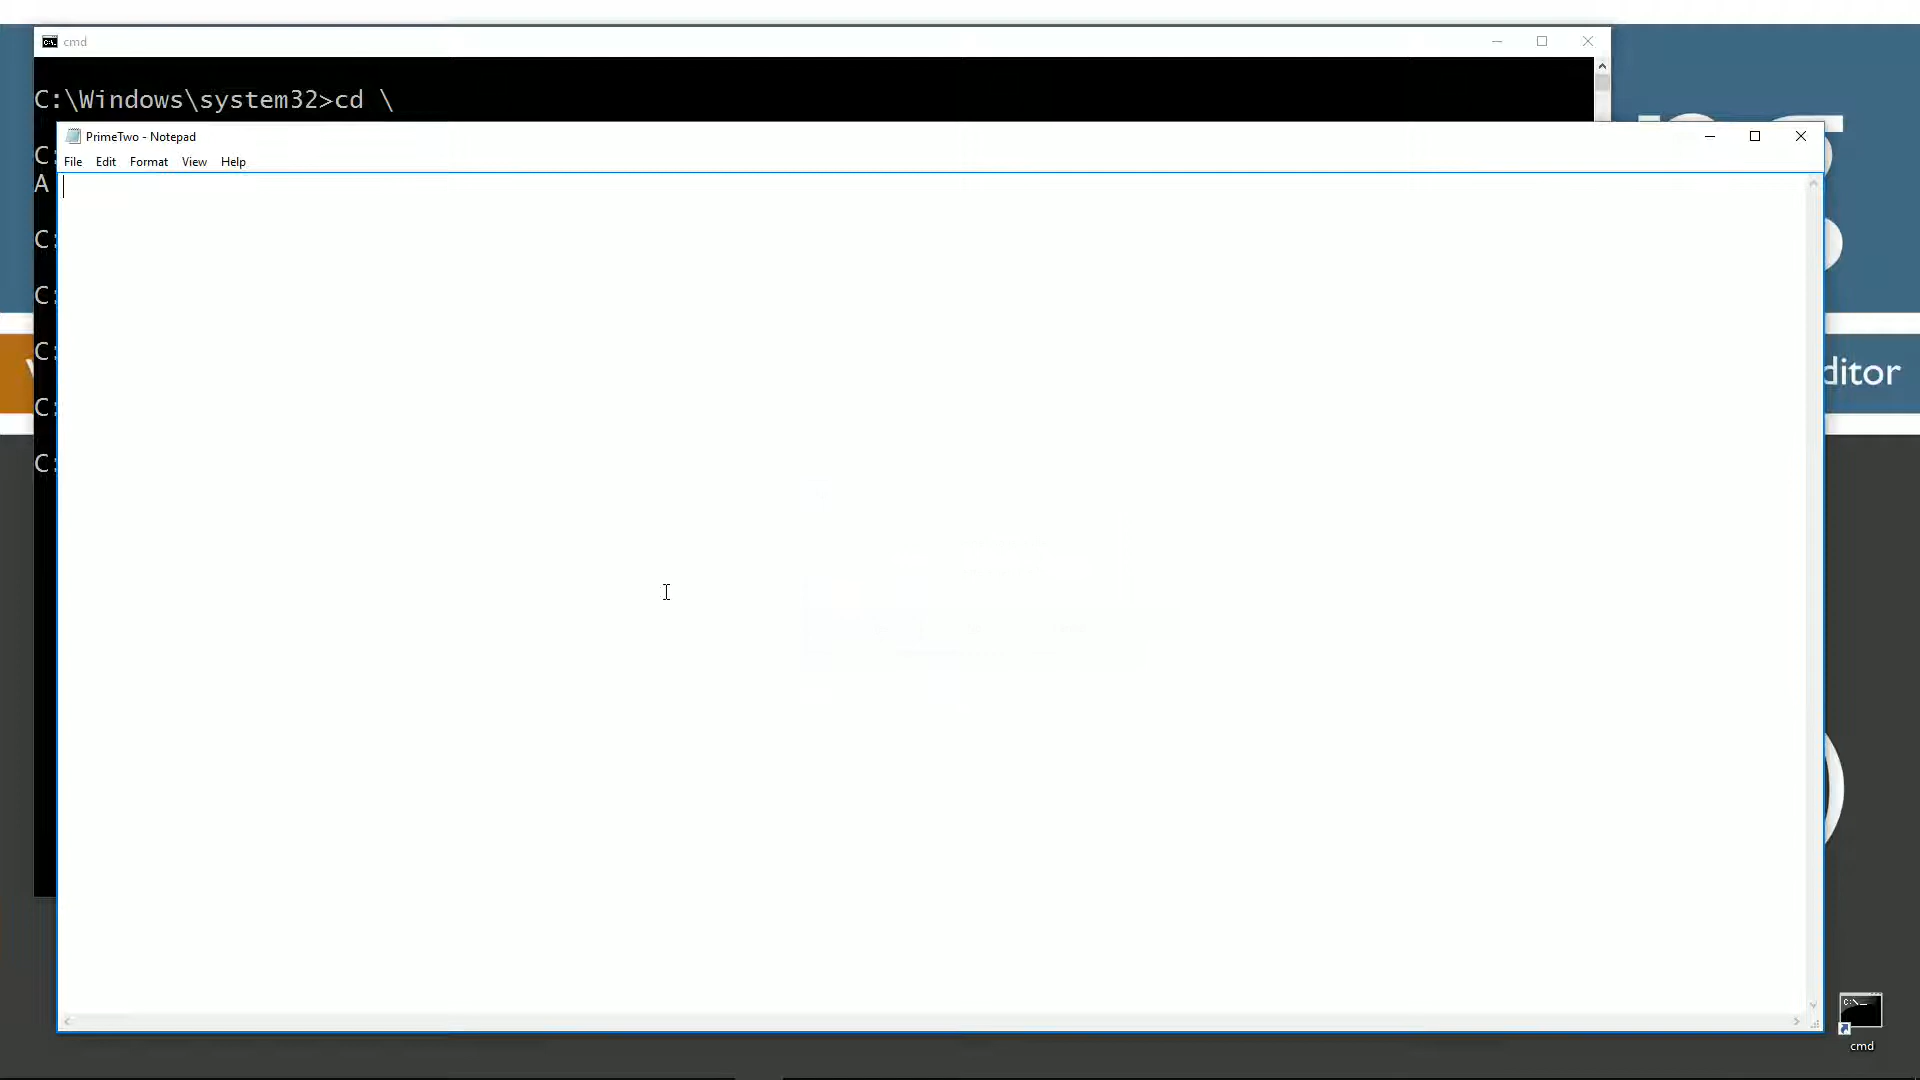 cmd
C:\Windows\system32>cd \
PrimeTwo - Notepad
File Edit Format View Help
C:
A
C:
C:
C:
C:
C:
ditor
cmd